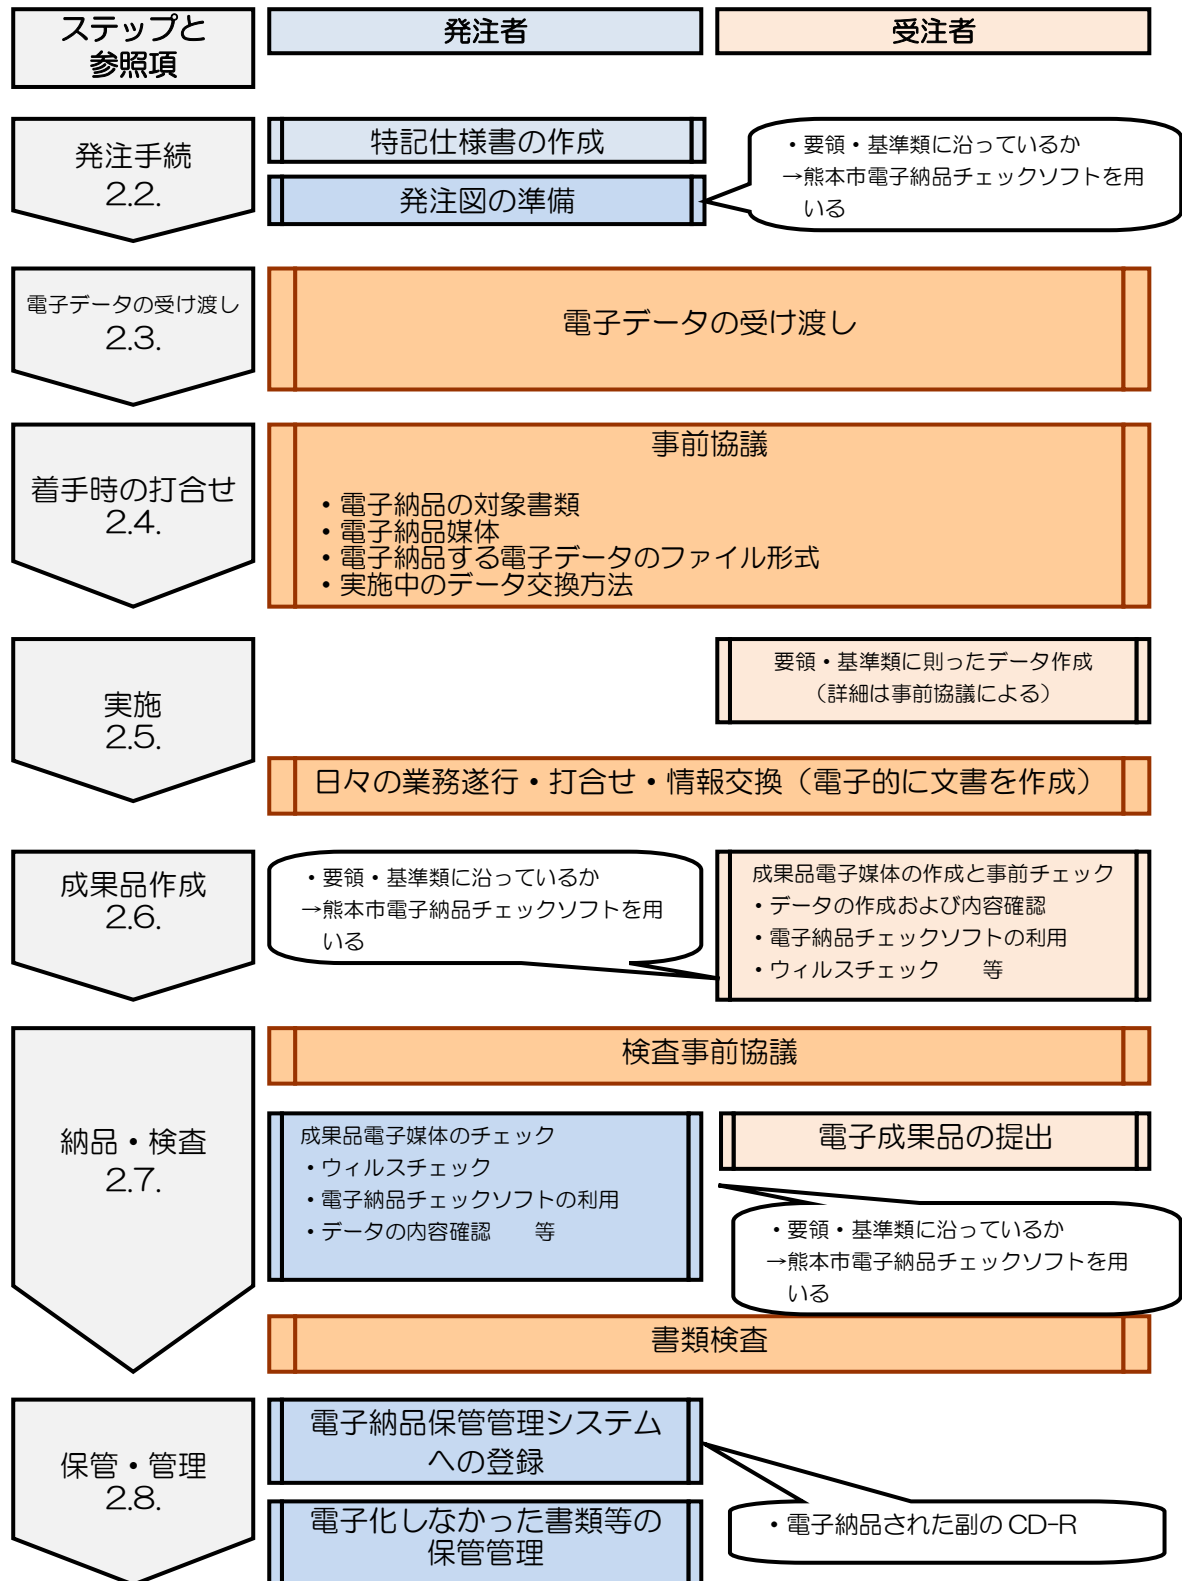 ステップと
参照項
発注者
受注者
発注手続
2.2.
特記仕様書の作成
発注図の準備
・要領・基準類に沿っているか
→熊本市電子納品チェックソフトを用
いる
電子データの受け渡し
2.3.
電子データの受け渡し
着手時の打合せ
2.4.
事前協議
・電子納品の対象書類
・電子納品媒体
・電子納品する電子データのファイル形式
・実施中のデータ交換方法
実施
2.5.
要領・基準類に則ったデータ作成
（詳細は事前協議による）
日々の業務遂行・打合せ・情報交換（電子的に文書を作成）
成果品作成
2.6.
・要領・基準類に沿っているか
→熊本市電子納品チェックソフトを用
いる
成果品電子媒体の作成と事前チェック
・データの作成および内容確認
・電子納品チェックソフトの利用
・ウィルスチェック　　等
納品・検査
2.7.
検査事前協議
成果品電子媒体のチェック
・ウィルスチェック
・電子納品チェックソフトの利用
・データの内容確認　　等
電子成果品の提出
・要領・基準類に沿っているか
→熊本市電子納品チェックソフトを用
いる
書類検査
保管・管理
2.8.
電子納品保管管理システム
への登録
電子化しなかった書類等の
保管管理
・電子納品された副の CD-R